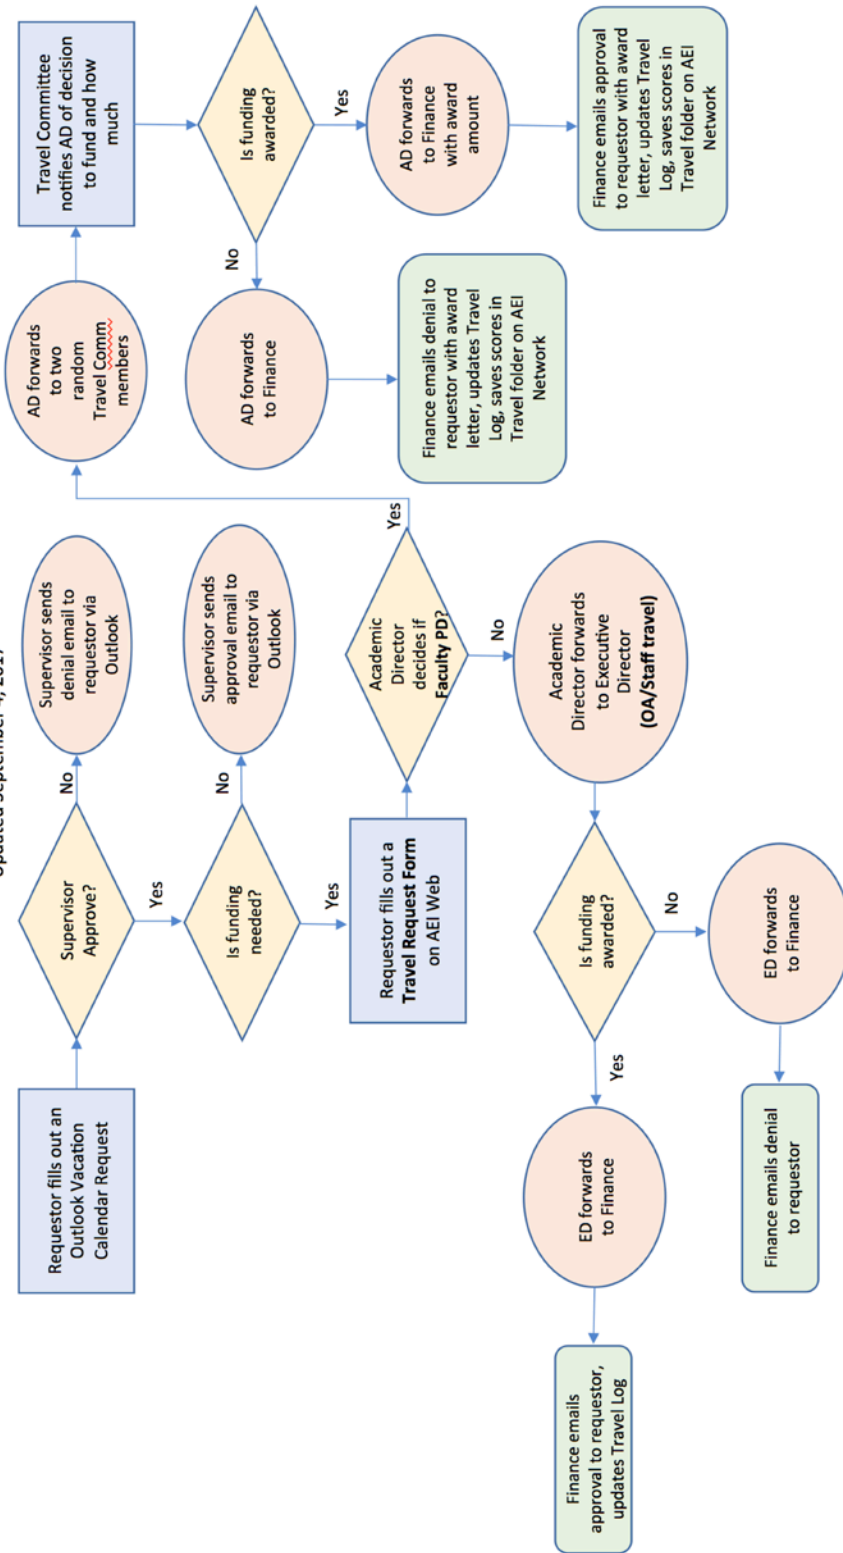 Updated September 4, 2017
Requestor fills out an
Outlook Vacation
Calendar Request
Supervisor
Approve?
No
Supervisor sends
denial email to
requestor via
Outlook
Yes
Is funding
needed?
No
Supervisor sends
approval email to
requestor via
Outlook
Yes
Requestor fills out a
Travel Request Form
on AEI Web
Academic
Director
decides if
Faculty PD?
Yes
AD forwards
to two
random
Travel Comm
members
Travel Committee
notifies AD of decision
to fund and how
much
Is funding
awarded?
No
AD forwards
to Finance
Finance emails denial to
requestor with award
letter, updates Travel
Log, saves scores in
Travel folder on AEI
Network
Yes
AD forwards
to Finance
with award
amount
Finance emails approval
to requestor with award
letter, updates Travel
Log, saves scores in
Travel folder on AEI
Network
No
Academic
Director forwards
to Executive
Director
(OA/Staff travel)
Is funding
awarded?
Yes
ED forwards
to Finance
Finance emails
approval to requestor,
updates Travel Log
No
ED forwards
to Finance
Finance emails denial
to requestor